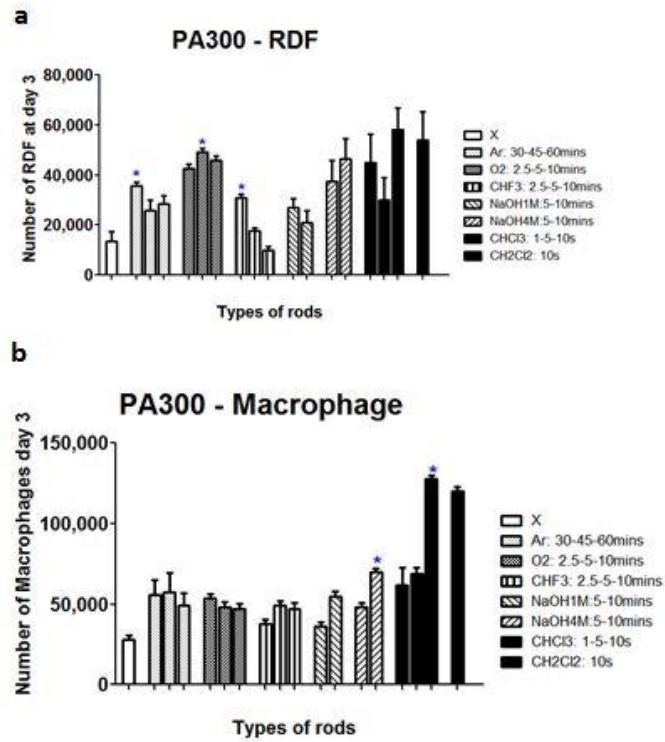 a
PA300 - RDF
Number of RDF at day 3
80,000
60,000
40,000
20,000
0
*
*
*
Types of rods
X
Ar: 30-45-60mins
O2: 2.5-5-10mins
CHF3: 2.5-5-10mins
NaOH1M:5-10mins
NaOH4M:5-10mins
CHCl3: 1-5-10s
CH2Cl2: 10s
b
PA300 - Macrophage
Number of Macrophages day 3
150,000
100,000
50,000
0
*
*
Types of rods
X
Ar: 30-45-60mins
O2: 2.5-5-10mins
CHF3: 2.5-5-10mins
NaOH1M:5-10mins
NaOH4M:5-10mins
CHCl3: 1-5-10s
CH2Cl2: 10s